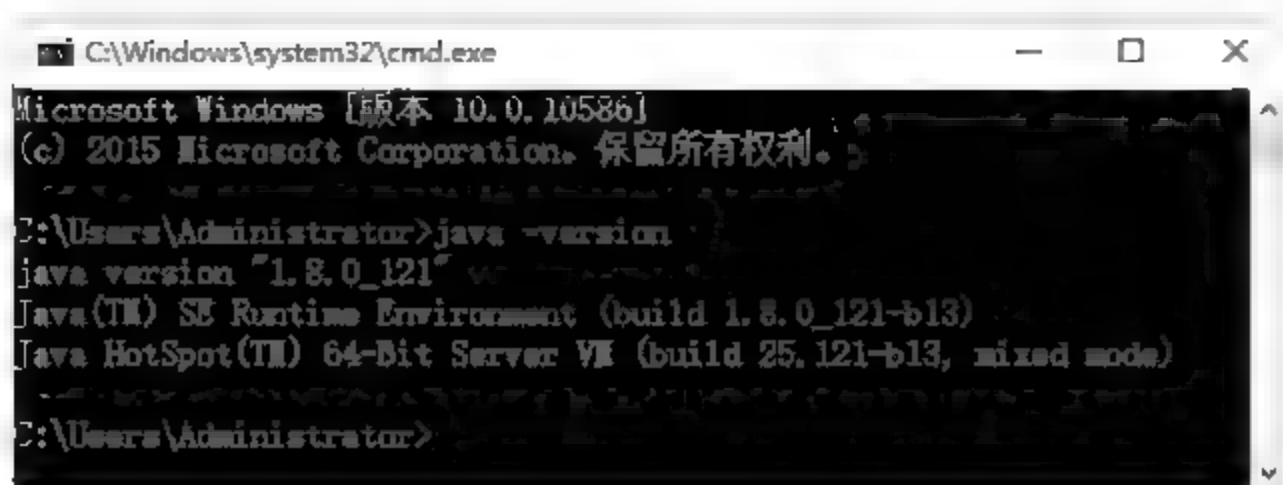 C:\Windows\system32\cmd.exe
Microsoft Windows [版本 10.0.10586]
(c) 2015 Microsoft Corporation。保留所有权利。
C:\Users\Administrator>java -version
java version "1.8.0_121"
Java(TM) SE Runtime Environment (build 1.8.0_121-b13)
Java HotSpot(TM) 64-Bit Server VM (build 25.121-b13, mixed mode)
C:\Users\Administrator>